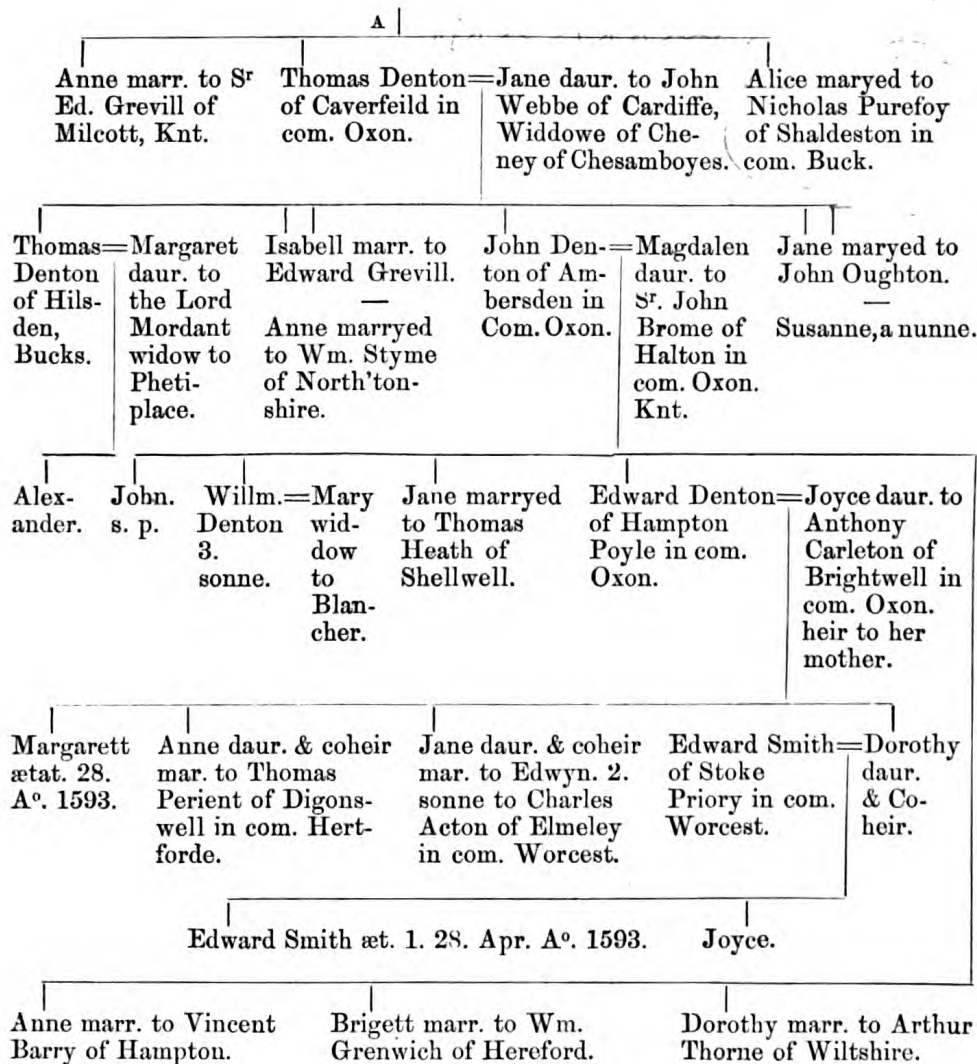 A
Anne marr. to Sr
Ed. Grevill of
Milcott, Knt.
Thomas Denton=
of Caverfeild in
com. Oxon.
Jane daur. to John
Webbe of Cardiffe,
Widdowe of Che-
ney of Chesamboyes.
Alice maryed to
Nicholas Purefoy
of Shaldeston in
com. Buck.
Thomas=
Denton
of Hils-
den,
Bucks.
Margaret
daur. to
the Lord
Mordant
widow to
Pheti-
place.
Isabell marr. to
Edward Grevill.
—
Anne marryed
to Wm. Styme
of North'ton-
shire.
John Den-=
ton of Am-
bersden in
Com. Oxon.
Magdalen
daur. to
Sr. John
Brome of
Halton in
com. Oxon.
Knt.
Jane maryed to
John Oughton.
—
Susanne, a nunne.
Alex-
ander.
John.
s. p.
Willm.=
Denton
3.
sonne.
Mary
wid-
dow
to
Blan-
cher.
Jane marryed
to Thomas
Heath of
Shellwell.
Edward Denton=
of Hampton
Poyle in com.
Oxon.
Joyce daur. to
Anthony
Carleton of
Brightwell in
com. Oxon.
heir to her
mother.
Margarett
ætat. 28.
Ao. 1593.
Anne daur. & coheir
mar. to Thomas
Perient of Digons-
well in com. Hert-
forde.
Jane daur. & coheir
mar. to Edwyn. 2.
sonne to Charles
Acton of Elmeley
in com. Worcest.
Edward Smith=
of Stoke
Priory in com.
Worcest.
Dorothy
daur.
& Co-
heir.
Edward Smith æt. 1. 28. Apr. Ao. 1593.
Joyce.
Anne marr. to Vincent
Barry of Hampton.
Brigett marr. to Wm.
Grenwich of Hereford.
Dorothy marr. to Arthur
Thorne of Wiltshire.